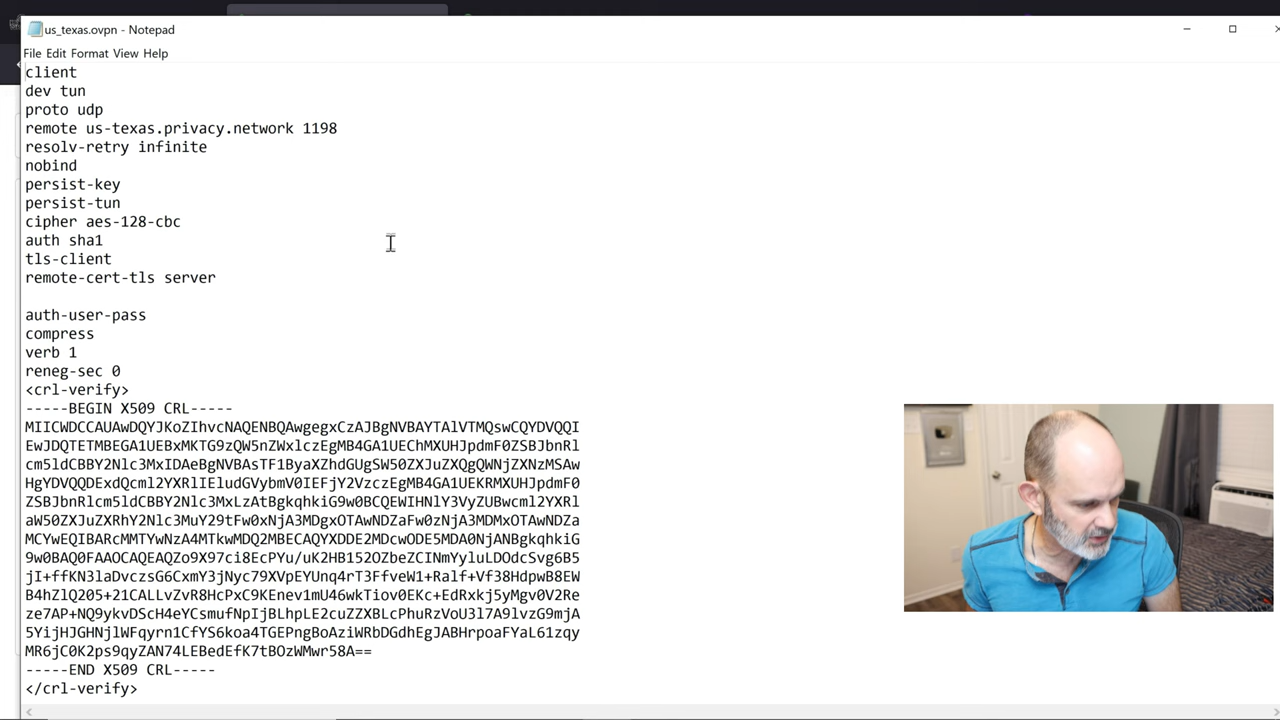 us_texas.ovpn - Notepad
File Edit Format View Help
client
dev tun
proto udp
remote us-texas.privacy.network 1198
resolv-retry infinite
nobind
persist-key
persist-tun
cipher aes-128-cbc
auth sha1
tls-client
remote-cert-tls server
auth-user-pass
compress
verb 1
reneg-sec 0
<crl-verify>
-----BEGIN X509 CRL-----
MIICWDCCAUAwDQYJKoZIhvcNAQENBQAwgegxCzAJBgNVBAYTAlVTMQswCQYDVQQI
EwJDQTETMBEGA1UEBxMKTG9zQW5nZWxlczEgMB4GA1UEChMXUHJpdmF0ZSBJbnRl
cm5ldCBBY2Nlc3MxIDAeBgNVBAsTF1ByaXZhdGUgSW50ZXJuZXQgQWNjZXNzMSAw
HgYDVQQDExdQcml2YXRlIEludGVybmV0IEFjY2VzczEgMB4GA1UEKRMXUHJpdmF0
ZSBJbnRlcm5ldCBBY2Nlc3MxLzAtBgkqhkiG9w0BCQEWIHNlY3VyZUBwcml2YXRl
aW50ZXJuZXRhY2Nlc3MuY29tFw0xNjA3MDgxOTAwNDZaFw0zNjA3MDMxOTAwNDZa
MCYwEQIBARcMMTYwNzA4MTkwMDQ2MBECAQYXDDE2MDcwODE5MDA0NjANBgkqhkiG
9w0BAQ0FAAOCAQEAQZo9X97ci8EcPYu/uK2HB152OZbeZCINmYyluLDOdcSvg6B5
jI+ffKN3laDvczsG6CxmY3jNyc79XVpEYUnq4rT3FfveW1+Ralf+Vf38HdpwB8EW
B4hZlQ205+21CALLvZvR8HcPxC9KEnev1mU46wkTiov0EKc+EdRxkj5yMgv0V2Re
ze7AP+NQ9ykvDScH4eYCsmufNpIjBLhpLE2cuZZXBLcPhuRzVoU3l7A9lvzG9mjA
5YijHJGHNjlWFqyrn1CfYS6koa4TGEPngBoAziWRbDGdhEgJABHrpoaFYaL61zqy
MR6jC0K2ps9qyZAN74LEBedEfK7tBOzWMwr58A==
-----END X509 CRL-----
</crl-verify>